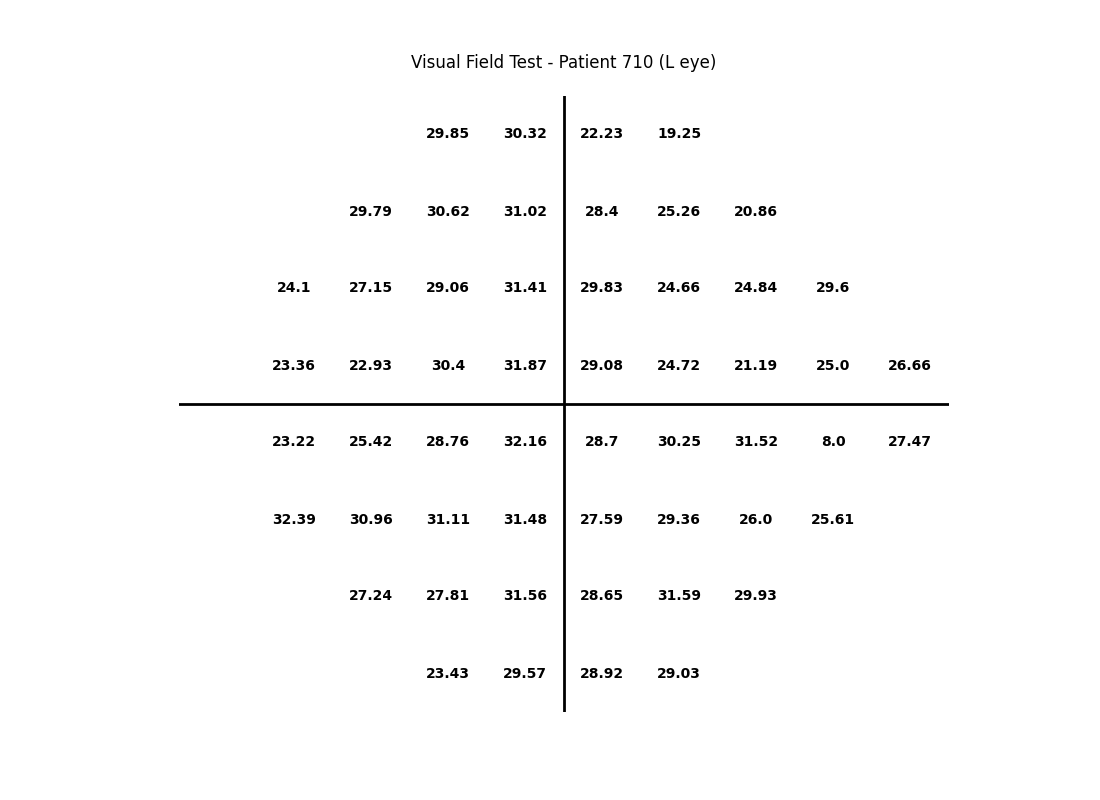 Visual Field Test - Patient 710 (L eye)
29.85 30.32 22.23 19.25
29.79 30.62 31.02 28.4 25.26 20.86
24.1 27.15 29.06 31.41 29.83 24.66 24.84 29.6
23.36 22.93 30.4 31.87 29.08 24.72 21.19 25.0 26.66
23.22 25.42 28.76 32.16 28.7 30.25 31.52 8.0 27.47
32.39 30.96 31.11 31.48 27.59 29.36 26.0 25.61
27.24 27.81 31.56 28.65 31.59 29.93
23.43 29.57 28.92 29.03